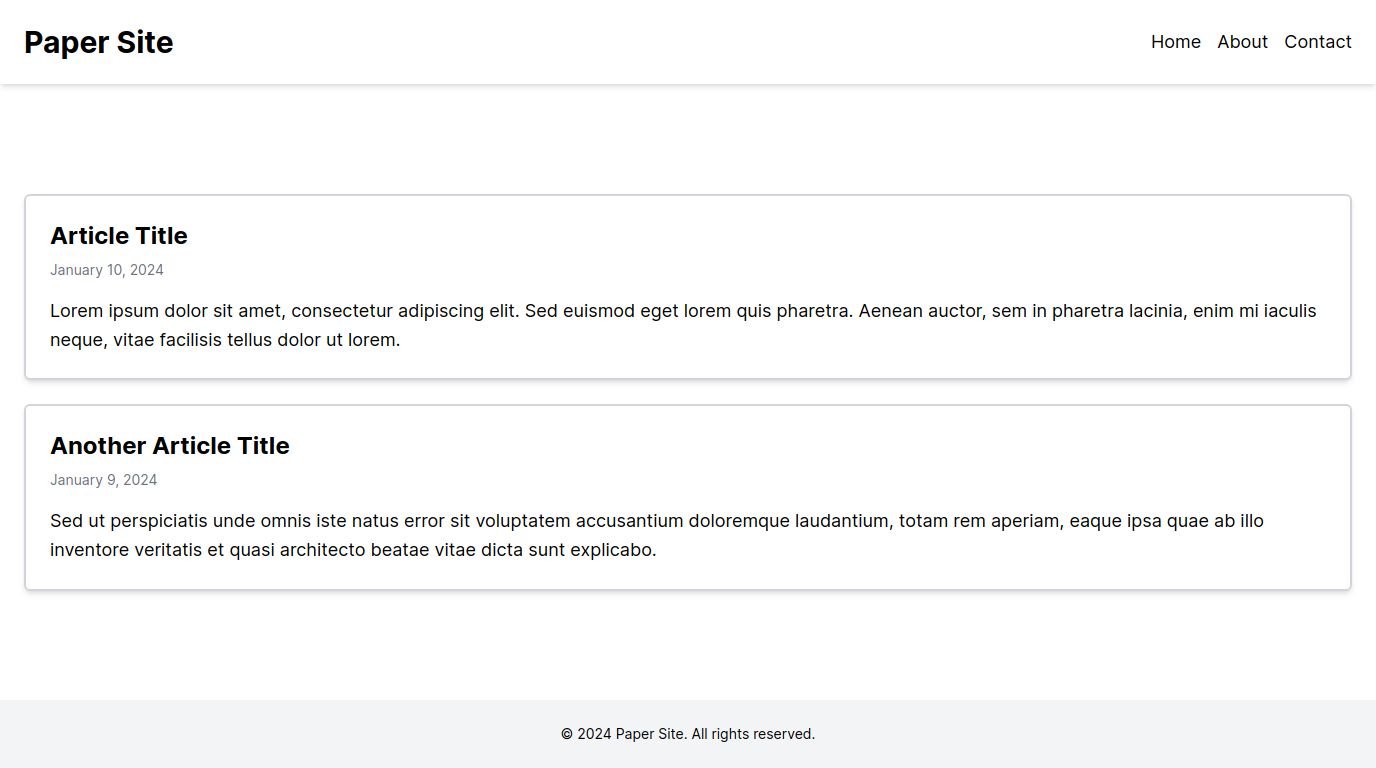 Paper Site
Home About Contact
Article Title
January 10, 2024
Lorem ipsum dolor sit amet, consectetur adipiscing elit. Sed euismod eget lorem quis pharetra. Aenean auctor, sem in pharetra lacinia, enim mi iaculis
neque, vitae facilisis tellus dolor ut lorem.
Another Article Title
January 9, 2024
Sed ut perspiciatis unde omnis iste natus error sit voluptatem accusantium doloremque laudantium, totam rem aperiam, eaque ipsa quae ab illo
inventore veritatis et quasi architecto beatae vitae dicta sunt explicabo.
© 2024 Paper Site. All rights reserved.